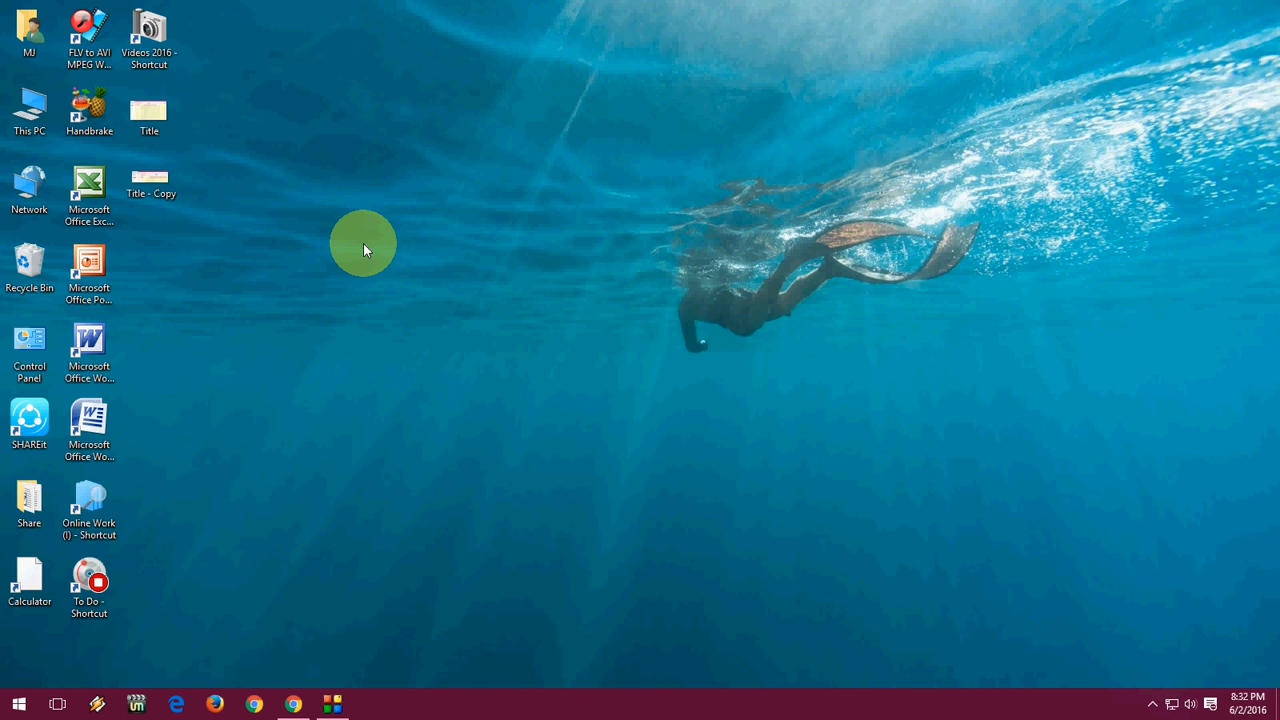 MJ
FLV to AVI
MPEG W...
Videos 2016 -
Shortcut
This PC
Handbrake
Title
Network
Microsoft
Office Exc...
Title - Copy
Recycle Bin
Microsoft
Office Po...
Control
Panel
Microsoft
Office Wo...
SHAREit
Microsoft
Office Wo...
Share
Online Work
(I) - Shortcut
Calculator
To Do -
Shortcut
8:32 PM
6/2/2016